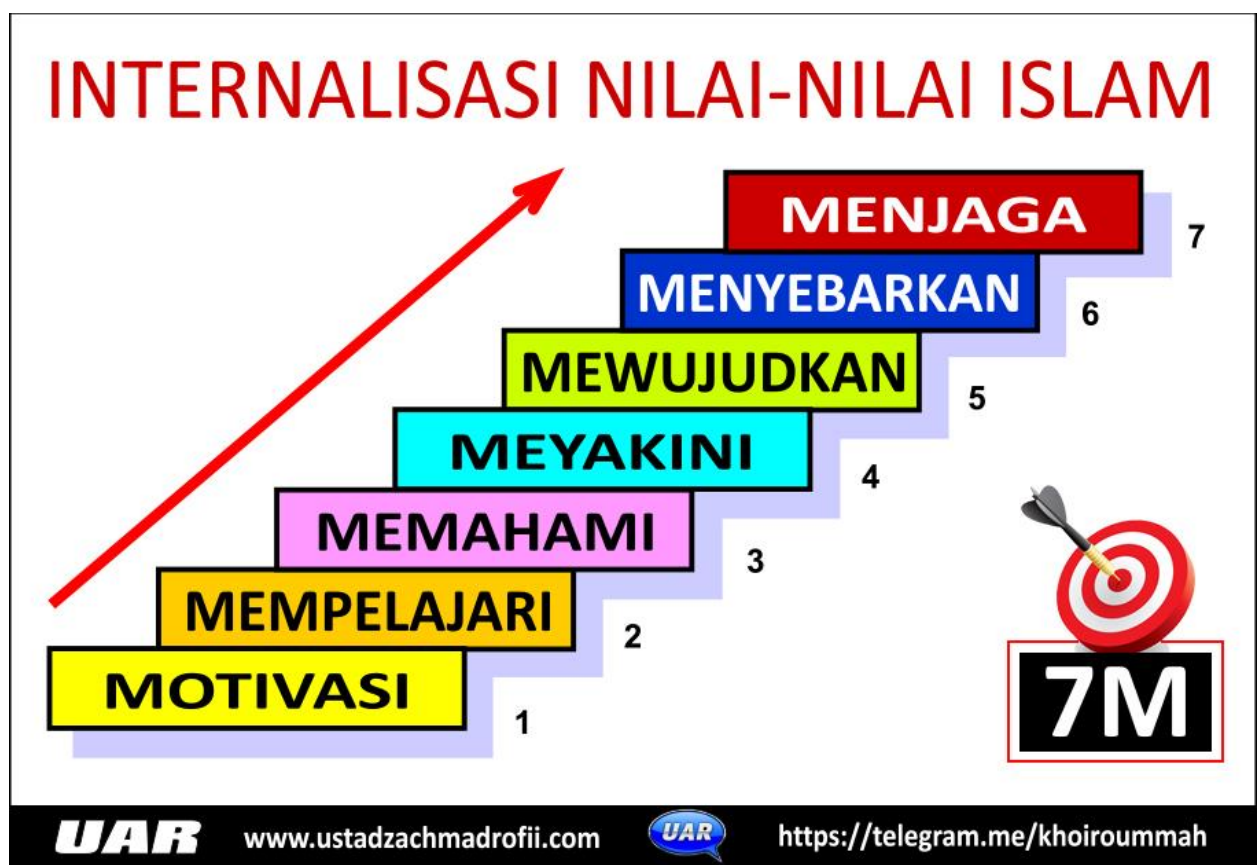 INTERNALISASI NILAI-NILAI ISLAM
MENJAGA
7
MENYEBARKAN
6
MEWUJUDKAN
5
MEYAKINI
4
MEMAHAMI
3
MEMPELAJARI
2
MOTIVASI
1
7M
UAR www.ustadzachmadrofii.com UAR https://telegram.me/khoiroummah